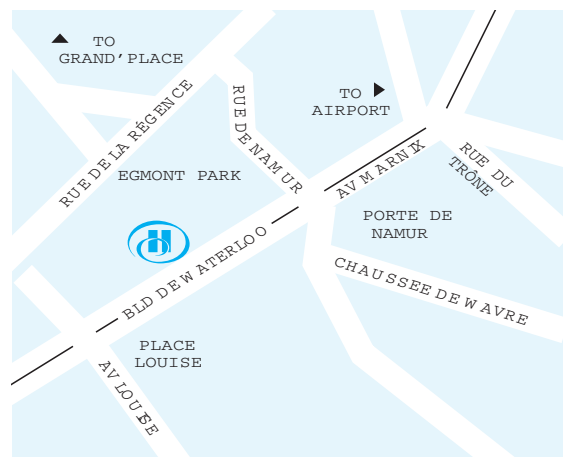 TO
GRAND'PLACE
TO
AIRPORT
RUE DE LA RÉGENCE
RUE DE NAMUR
AV MARNIX
RUE DU
TRÔNE
EGMONT PARK
PORTE DE
NAMUR
H
BLD DE WATERLOO
CHAUSSEE DE WAVRE
PLACE
LOUISE
AV LOUISE